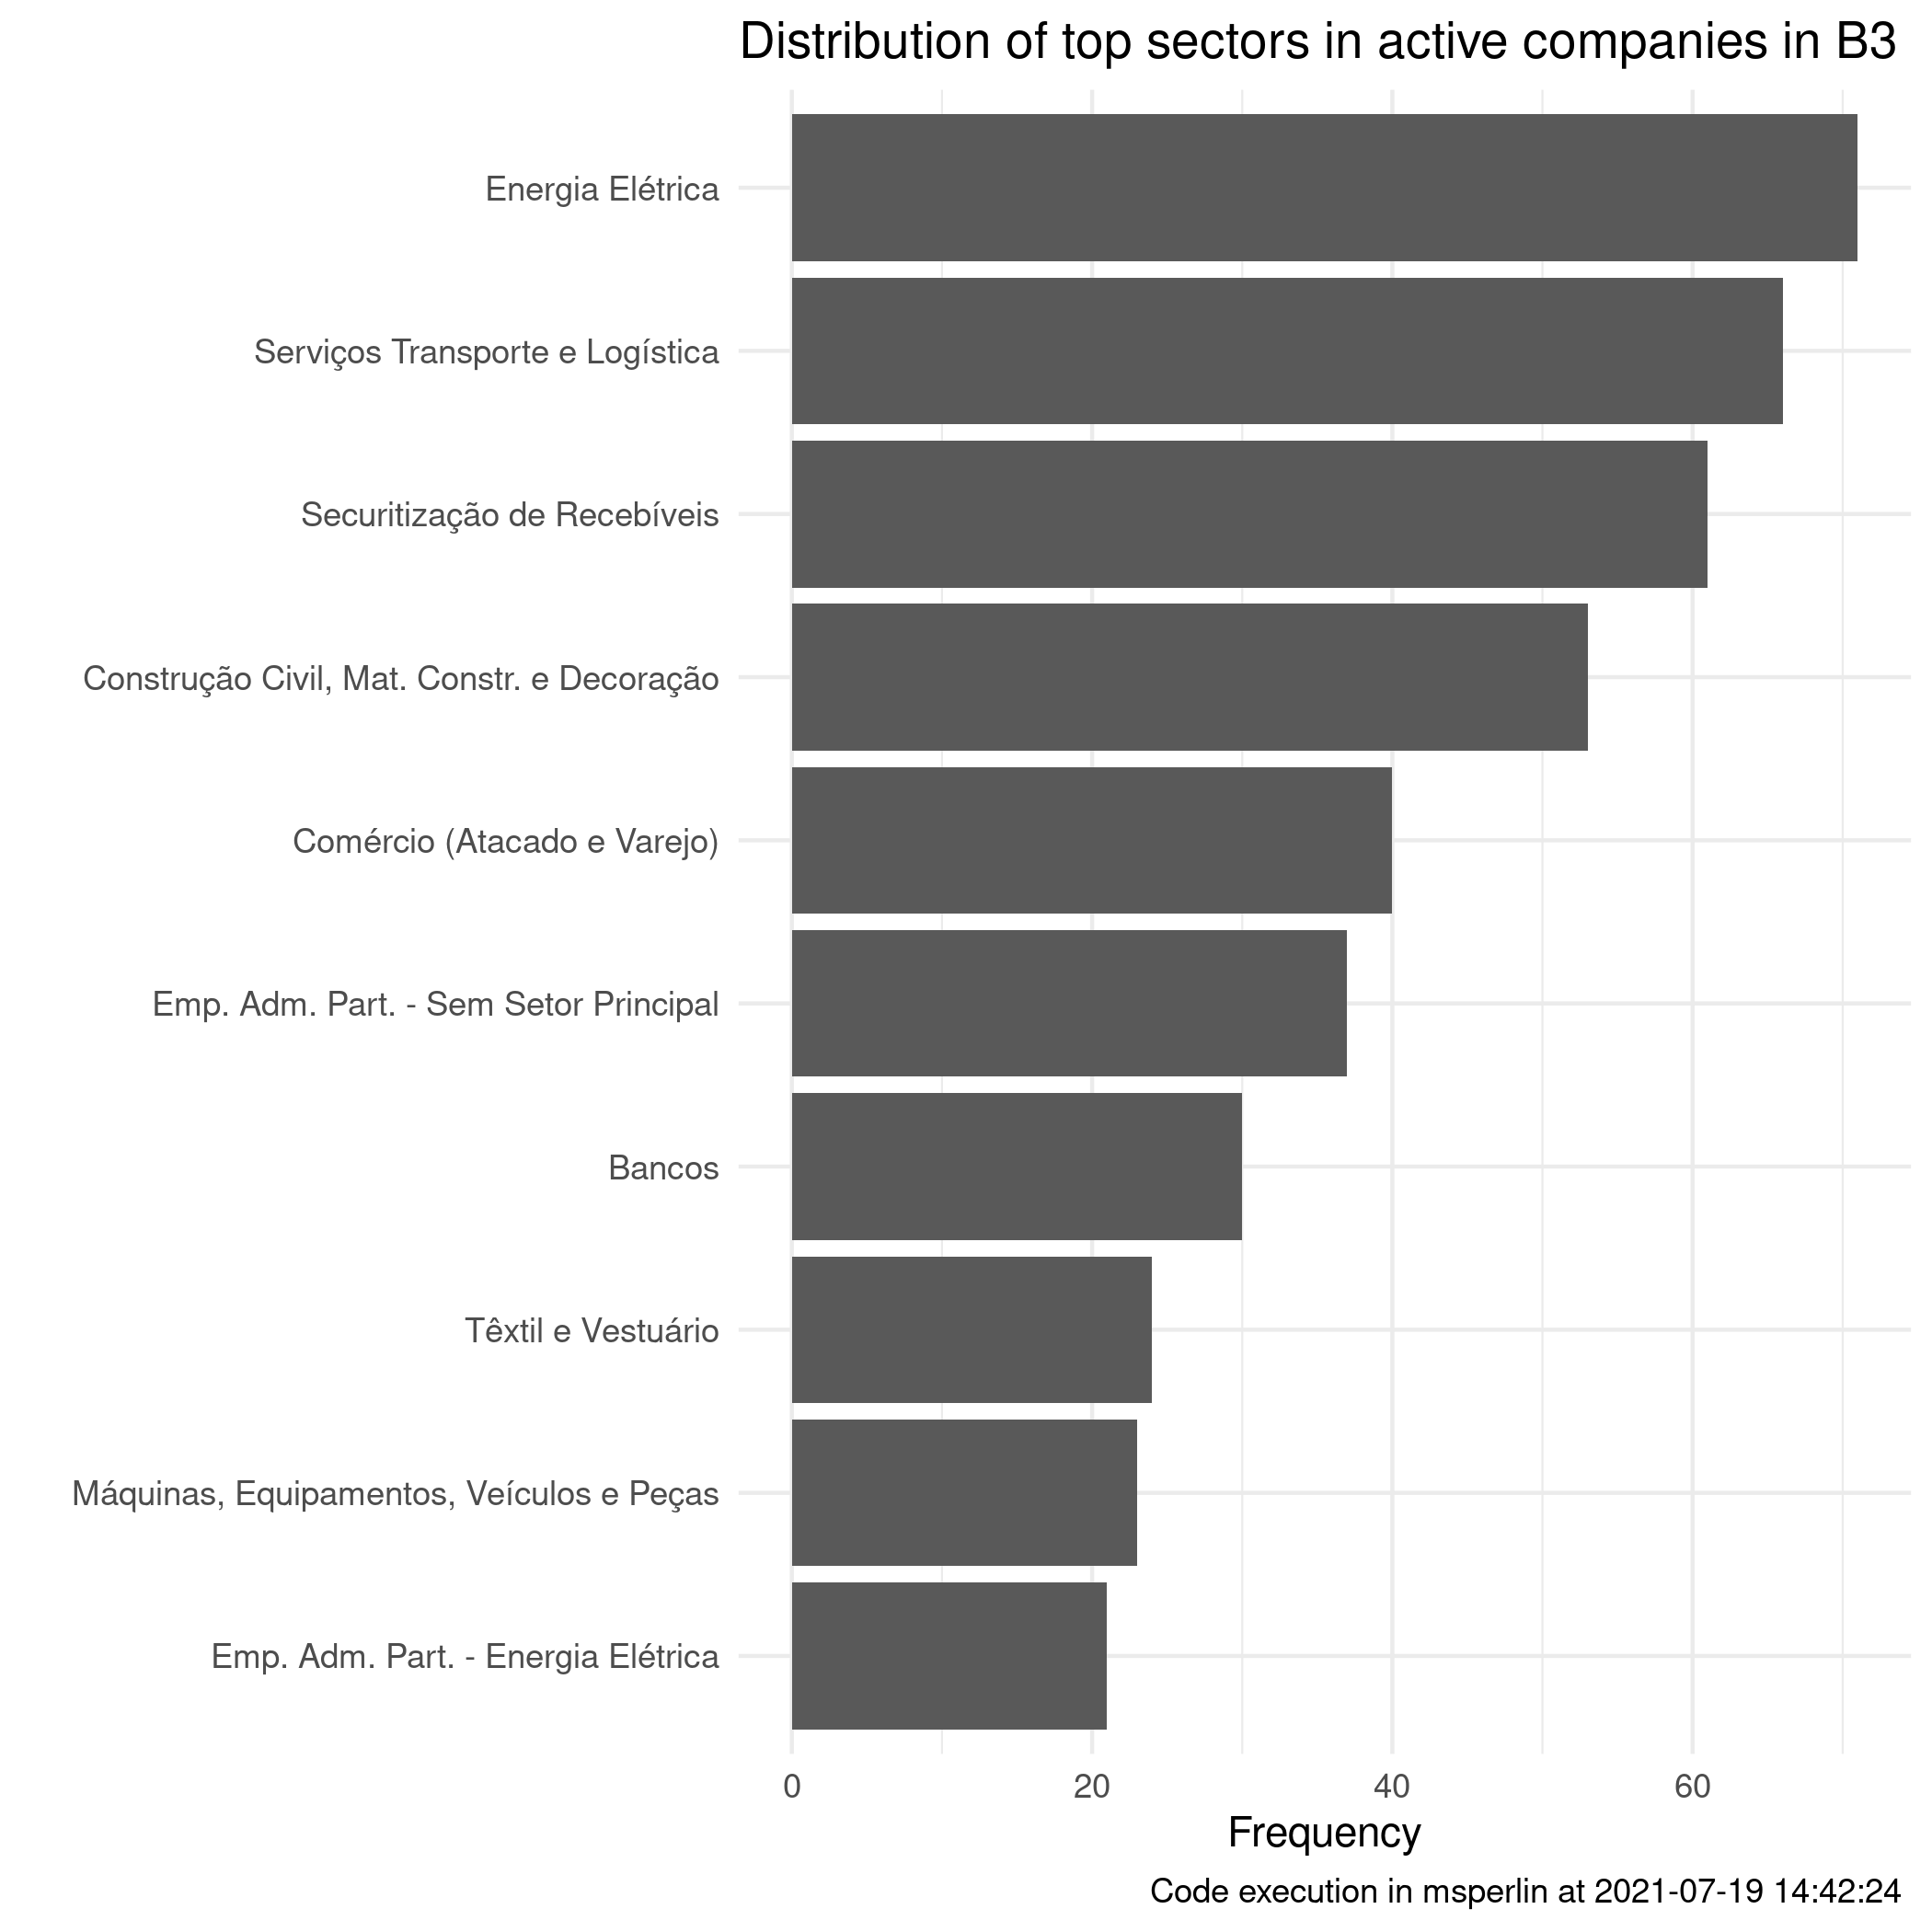 Distribution of top sectors in active companies in B3
Energia Elétrica
Serviços Transporte e Logística
Securitização de Recebíveis
Construção Civil, Mat. Constr. e Decoração
Comércio (Atacado e Varejo)
Emp. Adm. Part. - Sem Setor Principal
Bancos
Têxtil e Vestuário
Máquinas, Equipamentos, Veículos e Peças
Emp. Adm. Part. - Energia Elétrica
0 20 40 60
Frequency
Code execution in msperlin at 2021-07-19 14:42:24